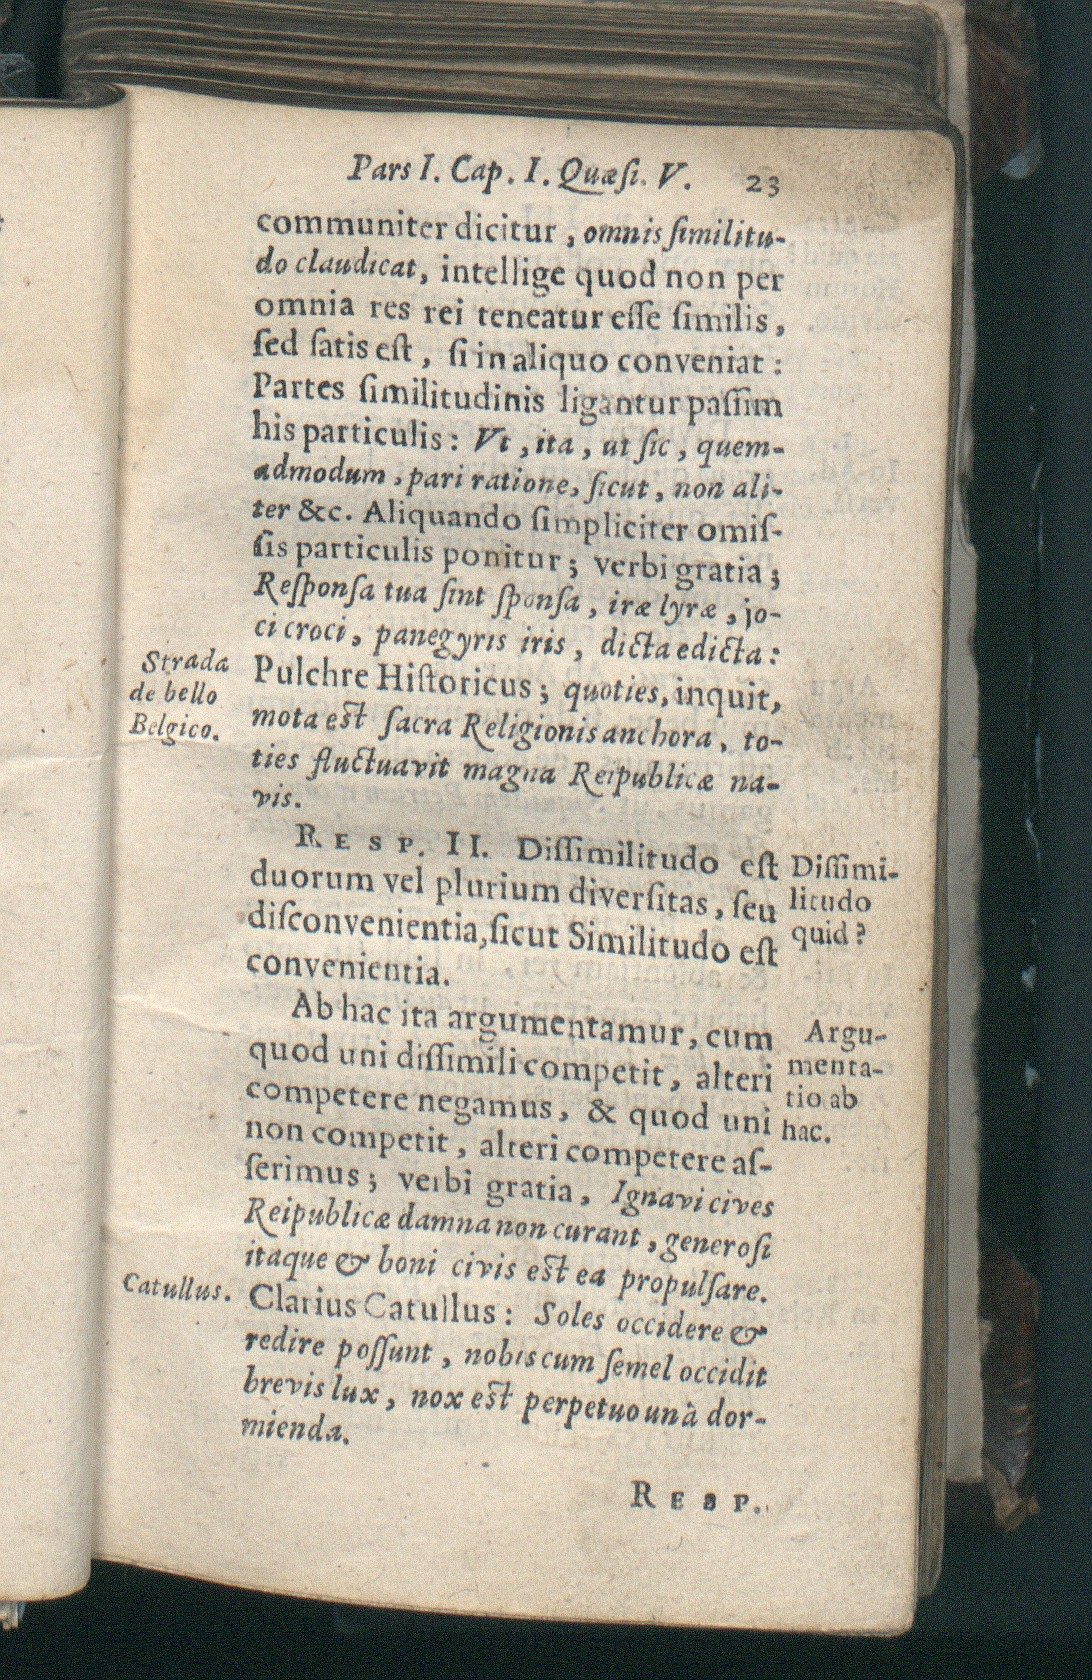 Pars I. Cap. I. Quæſi. V. 23
communiter dicitur, omnis ſimilitu-
do claudicat, intellige quod non per
omnia res rei teneatur eſſe ſimilis,
ſed ſatis eſt, ſi in aliquo conveniat:
Partes ſimilitudinis ligantur paſſim
his particulis: Vt, ita, ut ſic, quem-
admodum, pari ratione, ſicut, non ali-
ter &c. Aliquando ſimpliciter omiſ-
ſis particulis ponitur; verbi gratia;
Reſponſa tua ſint ſponſa, iræ lyræ, jo-
ci croci, panegyris iris, dicta edicta:
Strada
de bello
Belgico.
Pulchre Hiſtoricus; quoties, inquit,
mota eſt ſacra Religionis anchora, to-
ties fluctuavit magna Reipublicæ na-
vis.
RESP. II. Diſſimilitudo eſt
duorum vel plurium diverſitas, ſeu
diſconvenientia, ſicut Similitudo eſt
convenientia.
Diſſimi-
litudo
quid?
Ab hac ita argumentamur, cum
quod uni diſſimili competit, alteri
competere negamus, & quod uni
non competit, alteri competere aſ-
ſerimus; verbi gratia, Ignavi cives
Reipublicæ damna non curant, generoſi
itaque & boni civis eſt ea propulſare.
Argu-
menta-
tio ab
hac.
Catullus.
Clarius Catullus: Soles occidere &
redire poſſunt, nobis cum ſemel occidit
brevis lux, nox eſt perpetuo unà dor-
mienda.
RESP.